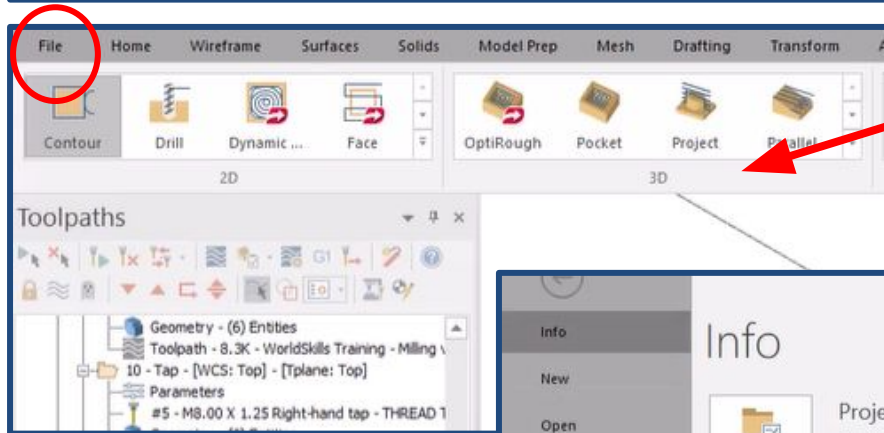 File Home Wireframe Surfaces Solids Model Prep Mesh Drafting Transform A
Contour Drill Dynamic ... Face OptiRough Pocket Project Parallel
2D 3D
Toolpaths
G1
Geometry - (6) Entities
Toolpath - 8.3K - WorldSkills Training - Milling
10 - Tap - [WCS: Top] - [Tplane: Top]
Parameters
#5 - M8.00 X 1.25 Right-hand tap - THREAD T
Info
New
Open
Info
Proje